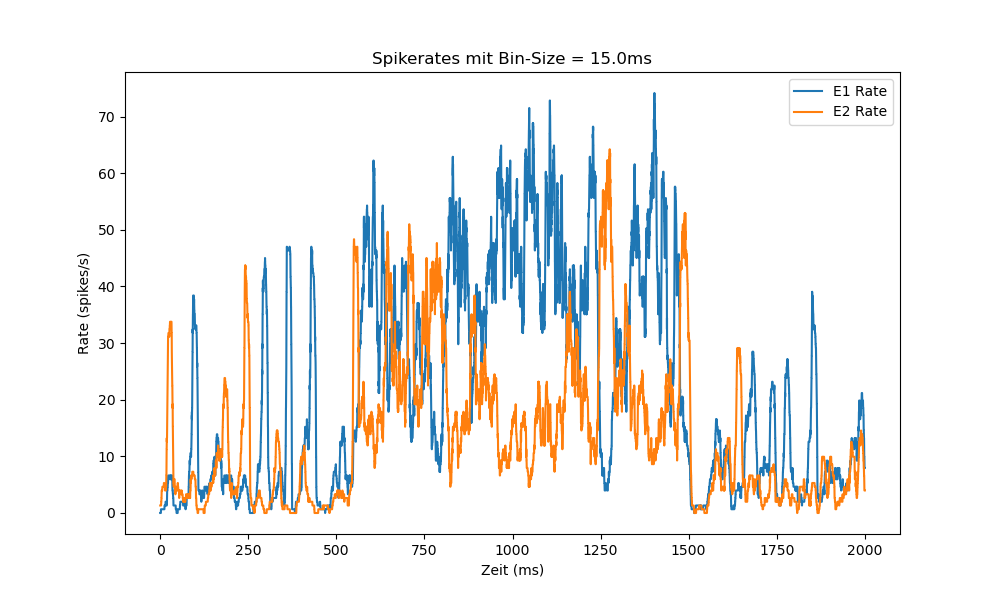 Spikerates mit Bin-Size = 15.0ms
E1 Rate
E2 Rate
Rate (spikes/s)
70
60
50
40
30
20
10
0
0 250 500 750 1000 1250 1500 1750 2000
Zeit (ms)